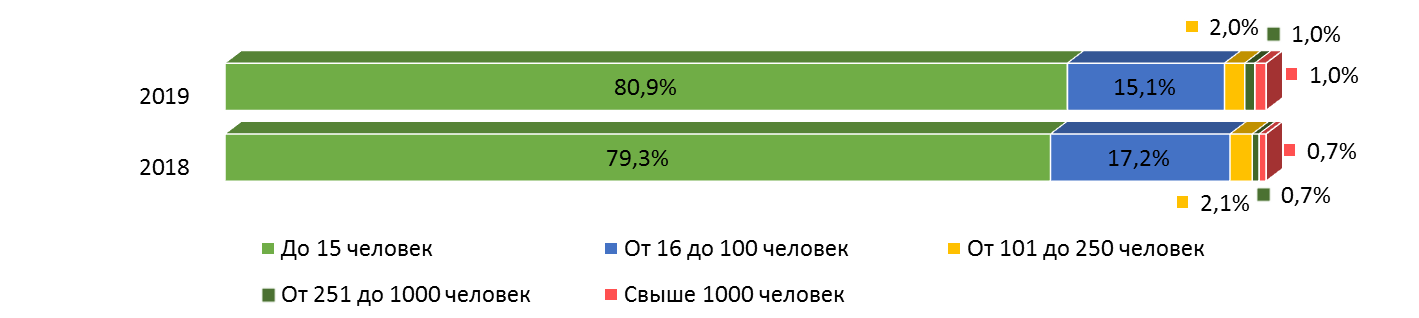 2,0%
1,0%
2019
80,9%
15,1%
1,0%
2018
79,3%
17,2%
0,7%
2,1%
0,7%
До 15 человек
От 16 до 100 человек
От 101 до 250 человек
От 251 до 1000 человек
Свыше 1000 человек